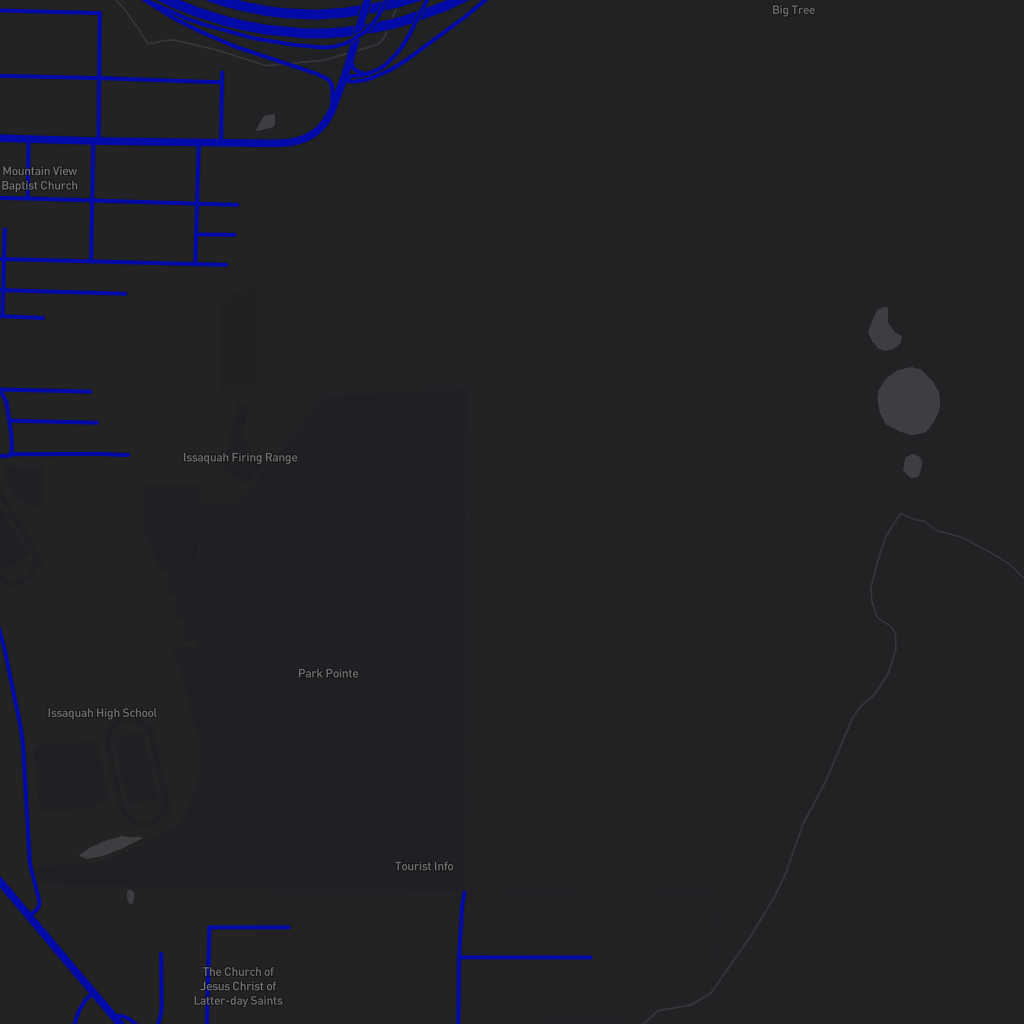 Big Tree
Mountain View
Baptist Church
Issaquah Firing Range
Park Pointe
Issaquah High School
Tourist Info
The Church of
Jesus Christ of
Latter-day Saints